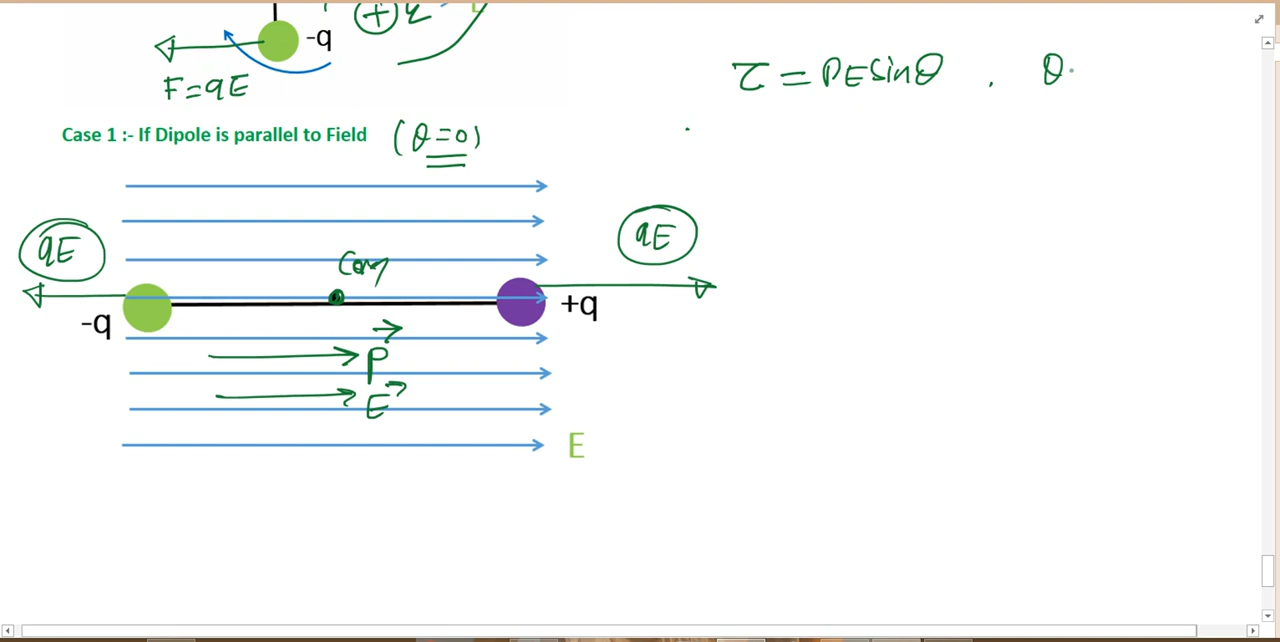 ⊕ q
-q
F=qE
τ = PE sinθ , θ
Case 1 :- If Dipole is parallel to Field (θ=0)
qE
qE
Com
-q
+q
P
E
E